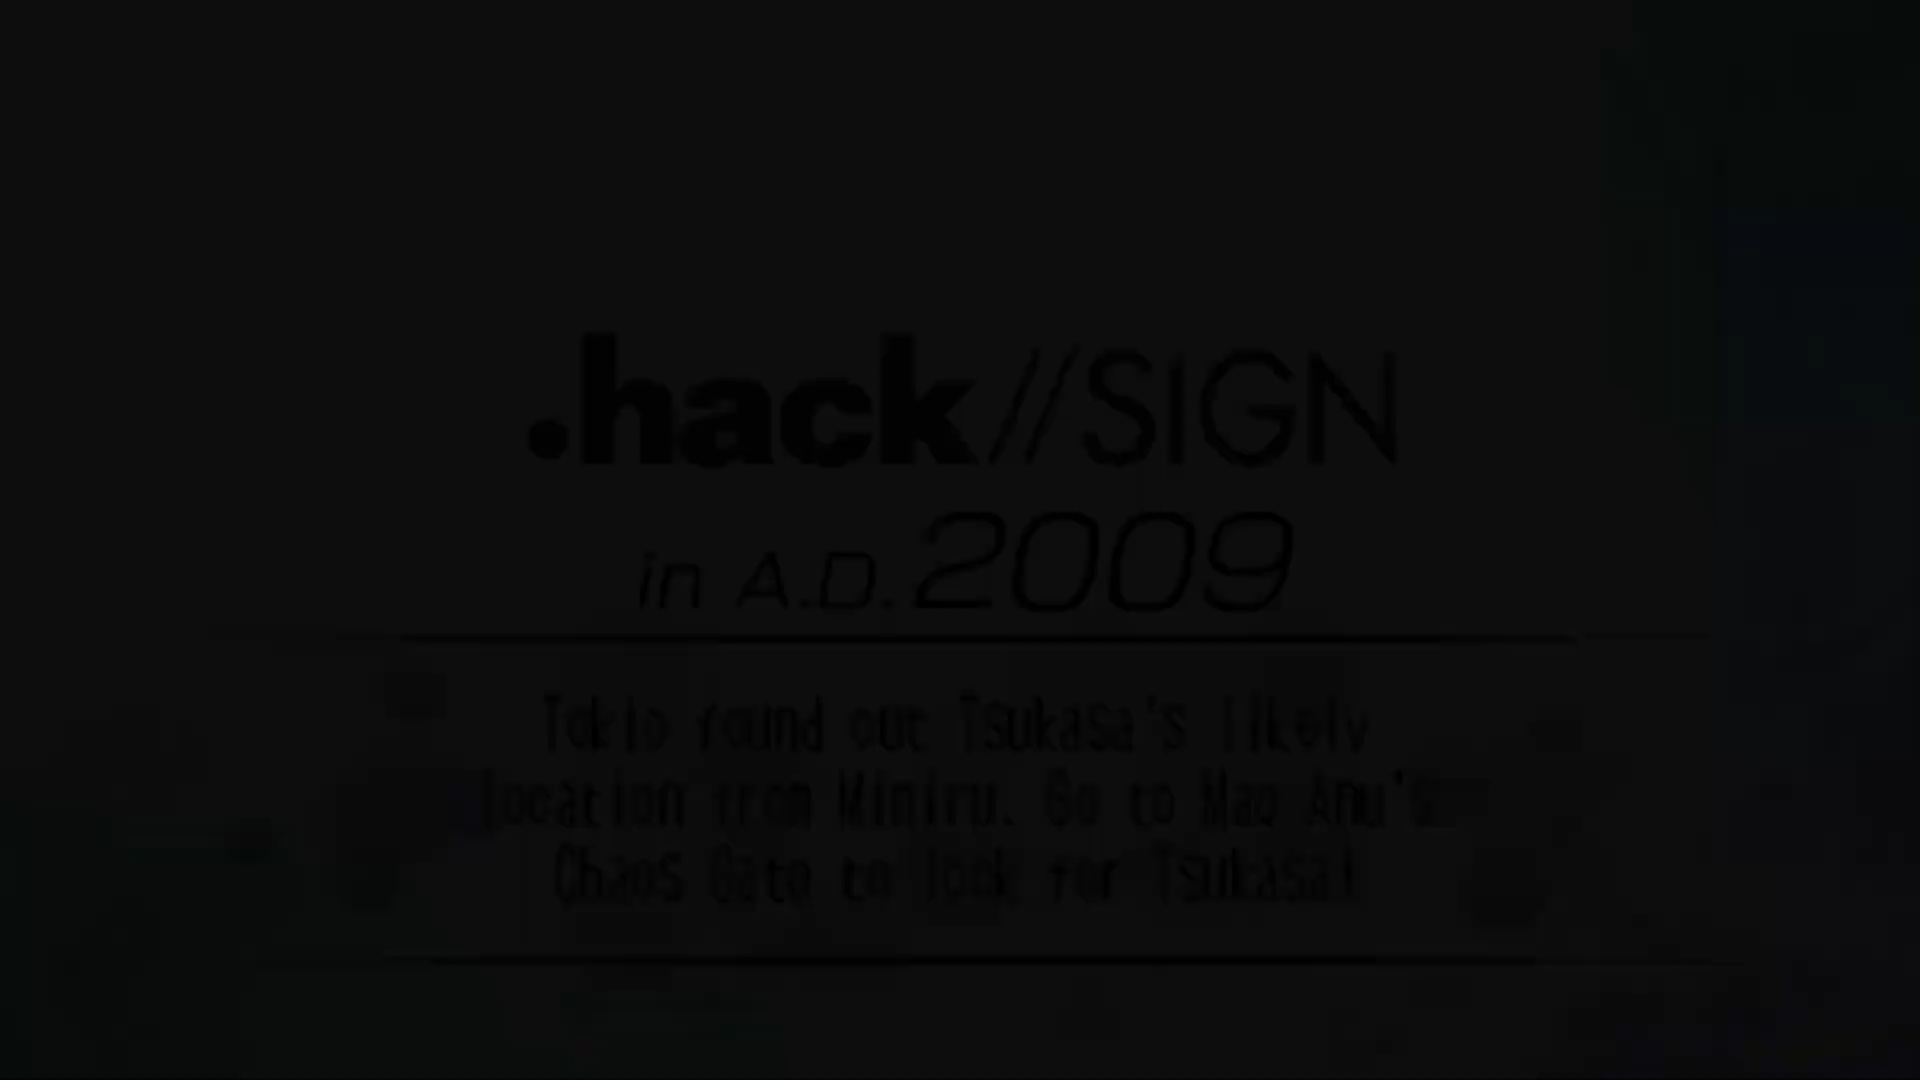 .hack//SIGN
in A.D.2009
Tokio found out Tsukasa's likely
location from Mimiru. Go to Mac Anu's
Chaos Gate to look for Tsukasa!